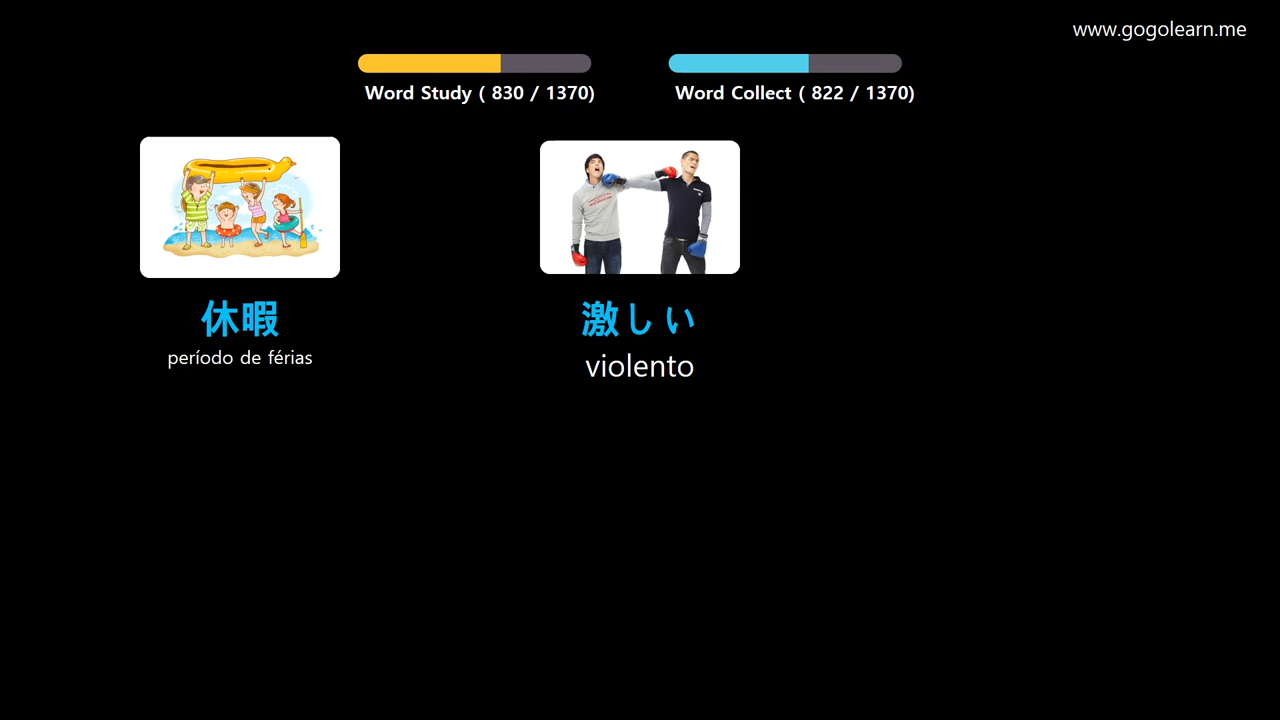 www.gogolearn.me
Word Study ( 830 / 1370)
Word Collect ( 822 / 1370)
休暇
período de férias
激しい
violento